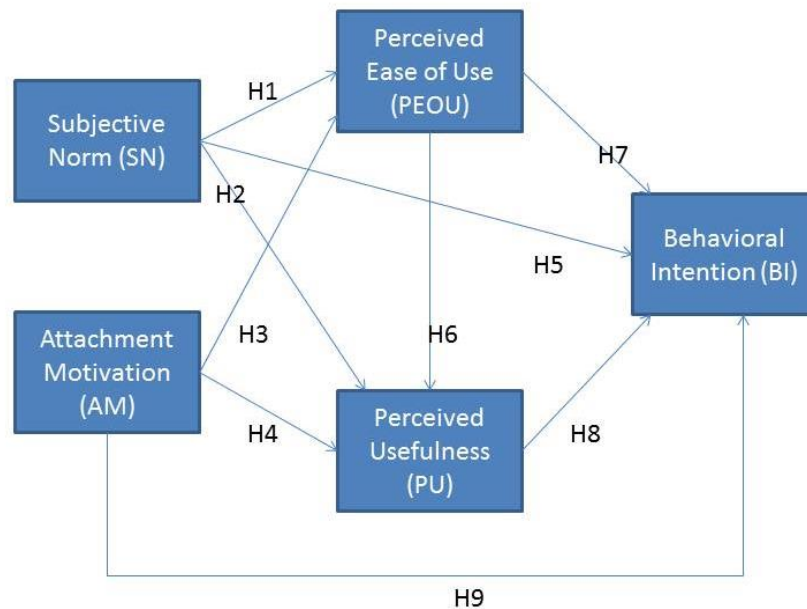 Perceived
Ease of Use
(PEOU)
H1
Subjective
Norm (SN)
H7
H2
Behavioral
Intention (BI)
H5
Attachment
Motivation
(AM)
H3
H6
Perceived
Usefulness
(PU)
H4
H8
H9